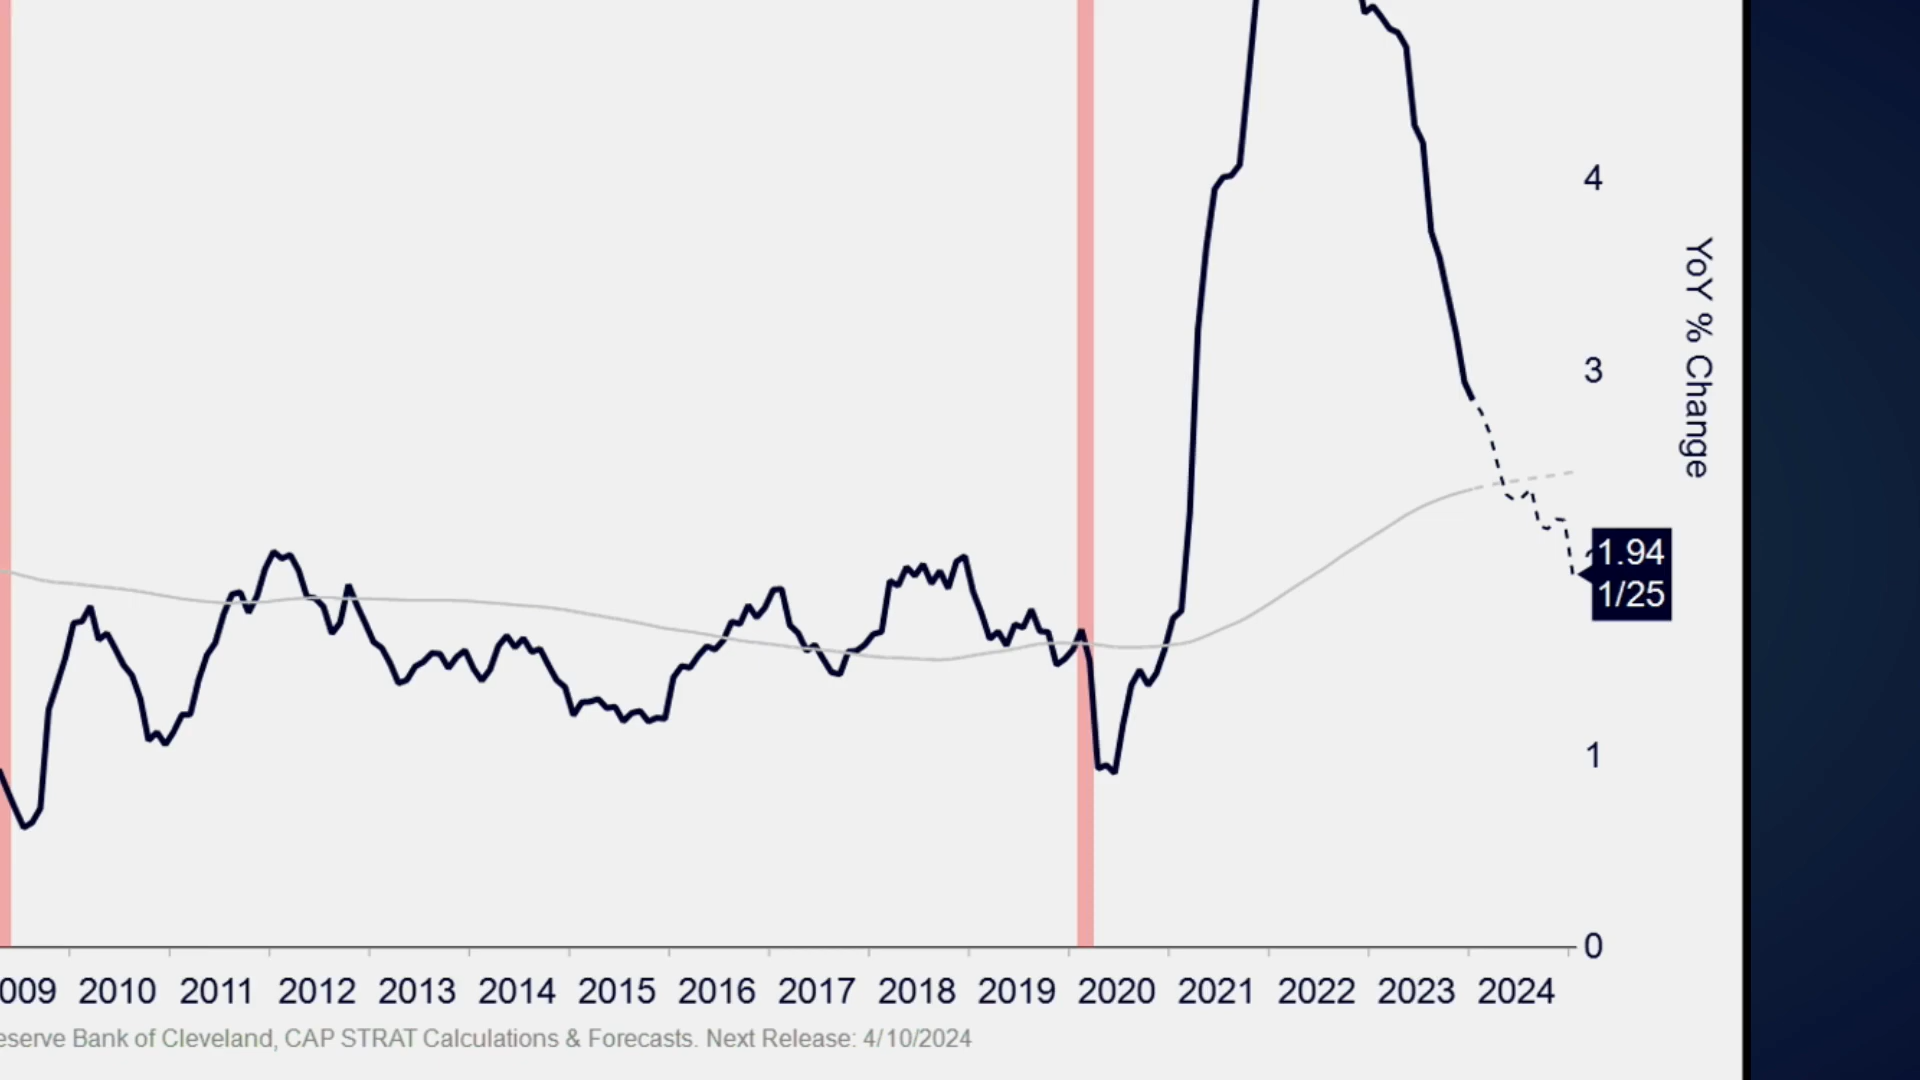 4
3
YoY % Change
1.94
1/25
1
0
009 2010 2011 2012 2013 2014 2015 2016 2017 2018 2019 2020 2021 2022 2023 2024
eserve Bank of Cleveland, CAP STRAT Calculations & Forecasts. Next Release: 4/10/2024